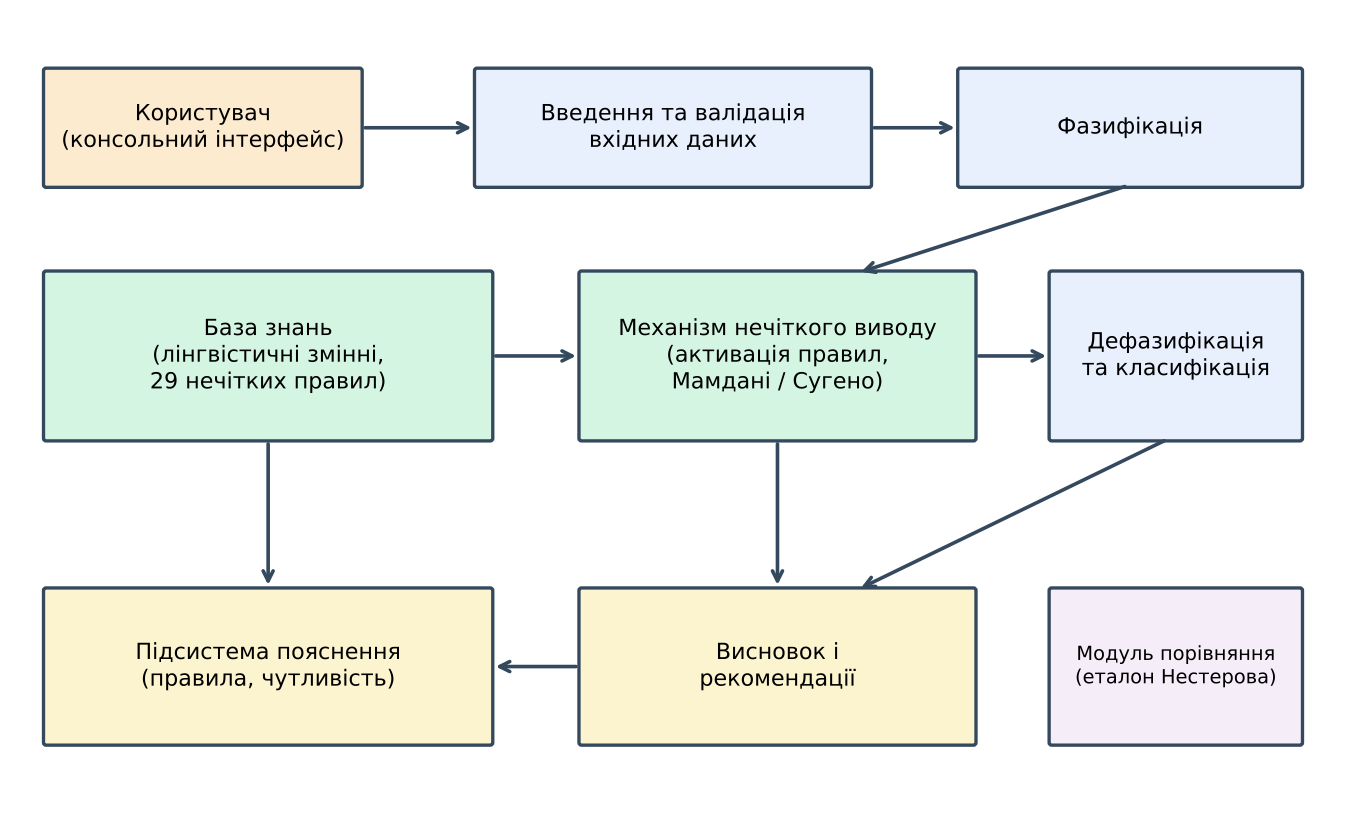 Користувач
(консольний інтерфейс)
Введення та валідація
вхідних даних
Фазифікація
База знань
(лінгвістичні змінні,
29 нечітких правил)
Механізм нечіткого виводу
(активація правил,
Мамдані / Сугено)
Дефазифікація
та класифікація
Підсистема пояснення
(правила, чутливість)
Висновок і
рекомендації
Модуль порівняння
(еталон Нестерова)